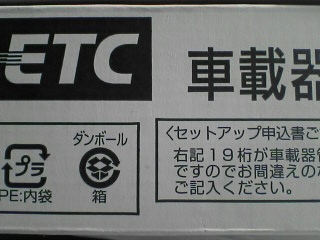 ETC
車載器
〈セットアップ申込書ご
右記19桁が車載器管
ですのでお間違えの
ご記入ください。
プラ
PE:内袋
ダンボール
箱